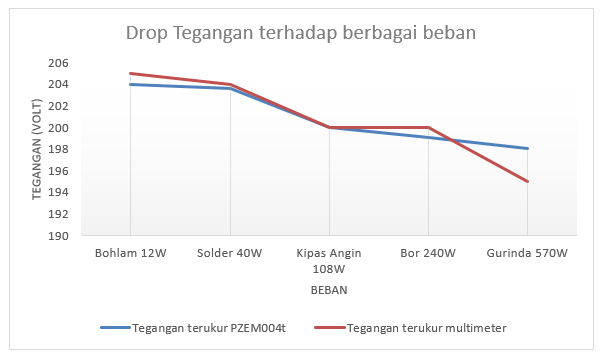 Drop Tegangan terhadap berbagai beban
TEGANGAN (VOLT)
206
204
202
200
198
196
194
192
190
Bohlam 12W
Solder 40W
Kipas Angin
108W
Bor 240W
Gurinda 570W
BEBAN
Tegangan terukur PZEM004t
Tegangan terukur multimeter